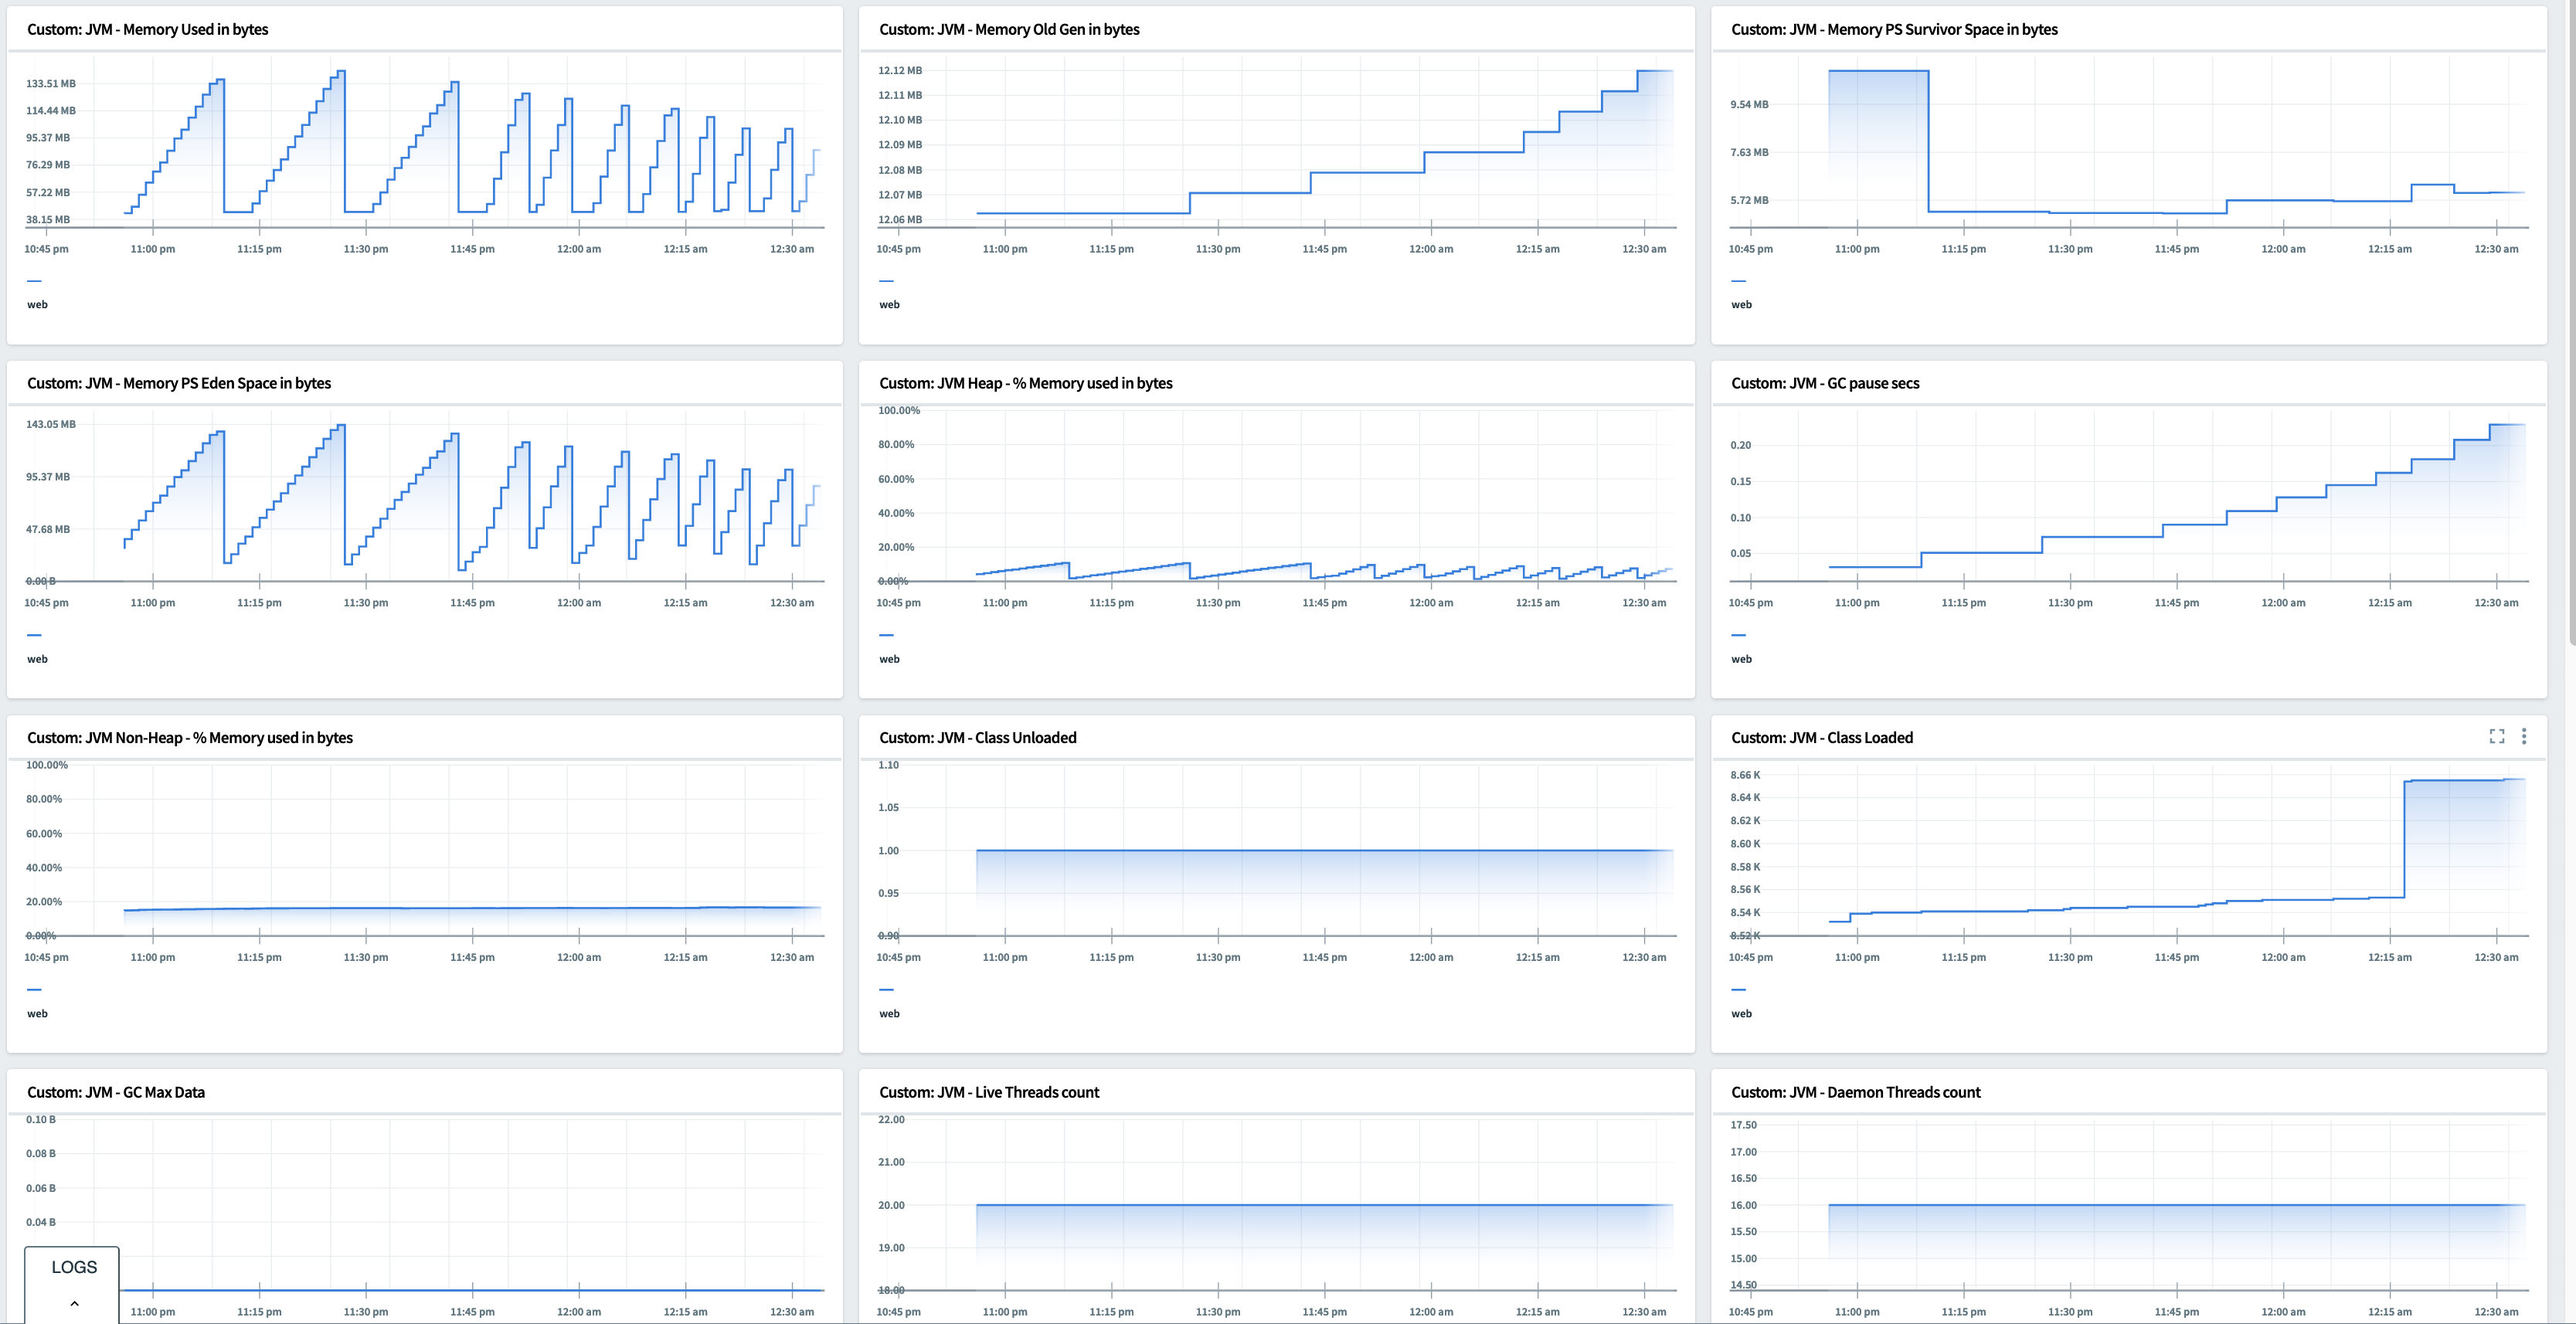 Custom: JVM - Memory Used in bytes
133.51 MB
114.44 MB
95.37 MB
76.29 MB
57.22 MB
38.15 MB
10:45 pm 11:00 pm 11:15 pm 11:30 pm 11:45 pm 12:00 am 12:15 am 12:30 am
web
Custom: JVM - Memory Old Gen in bytes
12.12 MB
12.11 MB
12.10 MB
12.09 MB
12.08 MB
12.07 MB
12.06 MB
10:45 pm 11:00 pm 11:15 pm 11:30 pm 11:45 pm 12:00 am 12:15 am 12:30 am
web
Custom: JVM - Memory PS Survivor Space in bytes
9.54 MB
7.63 MB
5.72 MB
10:45 pm 11:00 pm 11:15 pm 11:30 pm 11:45 pm 12:00 am 12:15 am 12:30 am
web
Custom: JVM - Memory PS Eden Space in bytes
143.05 MB
95.37 MB
47.68 MB
0.00 B
10:45 pm 11:00 pm 11:15 pm 11:30 pm 11:45 pm 12:00 am 12:15 am 12:30 am
web
Custom: JVM Heap - % Memory used in bytes
100.00%
80.00%
60.00%
40.00%
20.00%
0.00%
10:45 pm 11:00 pm 11:15 pm 11:30 pm 11:45 pm 12:00 am 12:15 am 12:30 am
web
Custom: JVM - GC pause secs
0.20
0.15
0.10
0.05
10:45 pm 11:00 pm 11:15 pm 11:30 pm 11:45 pm 12:00 am 12:15 am 12:30 am
web
Custom: JVM Non-Heap - % Memory used in bytes
100.00%
80.00%
60.00%
40.00%
20.00%
0.00%
10:45 pm 11:00 pm 11:15 pm 11:30 pm 11:45 pm 12:00 am 12:15 am 12:30 am
web
Custom: JVM - Class Unloaded
1.10
1.05
1.00
0.95
0.90
10:45 pm 11:00 pm 11:15 pm 11:30 pm 11:45 pm 12:00 am 12:15 am 12:30 am
web
Custom: JVM - Class Loaded
8.66 K
8.64 K
8.62 K
8.60 K
8.58 K
8.56 K
8.54 K
8.52 K
10:45 pm 11:00 pm 11:15 pm 11:30 pm 11:45 pm 12:00 am 12:15 am 12:30 am
web
Custom: JVM - GC Max Data
0.10 B
0.08 B
0.06 B
0.04 B
LOGS
11:00 pm 11:15 pm 11:30 pm 11:45 pm 12:00 am 12:15 am 12:30 am
Custom: JVM - Live Threads count
22.00
21.00
20.00
19.00
18.00
10:45 pm 11:00 pm 11:15 pm 11:30 pm 11:45 pm 12:00 am 12:15 am 12:30 am
Custom: JVM - Daemon Threads count
17.50
17.00
16.50
16.00
15.50
15.00
14.50
10:45 pm 11:00 pm 11:15 pm 11:30 pm 11:45 pm 12:00 am 12:15 am 12:30 am